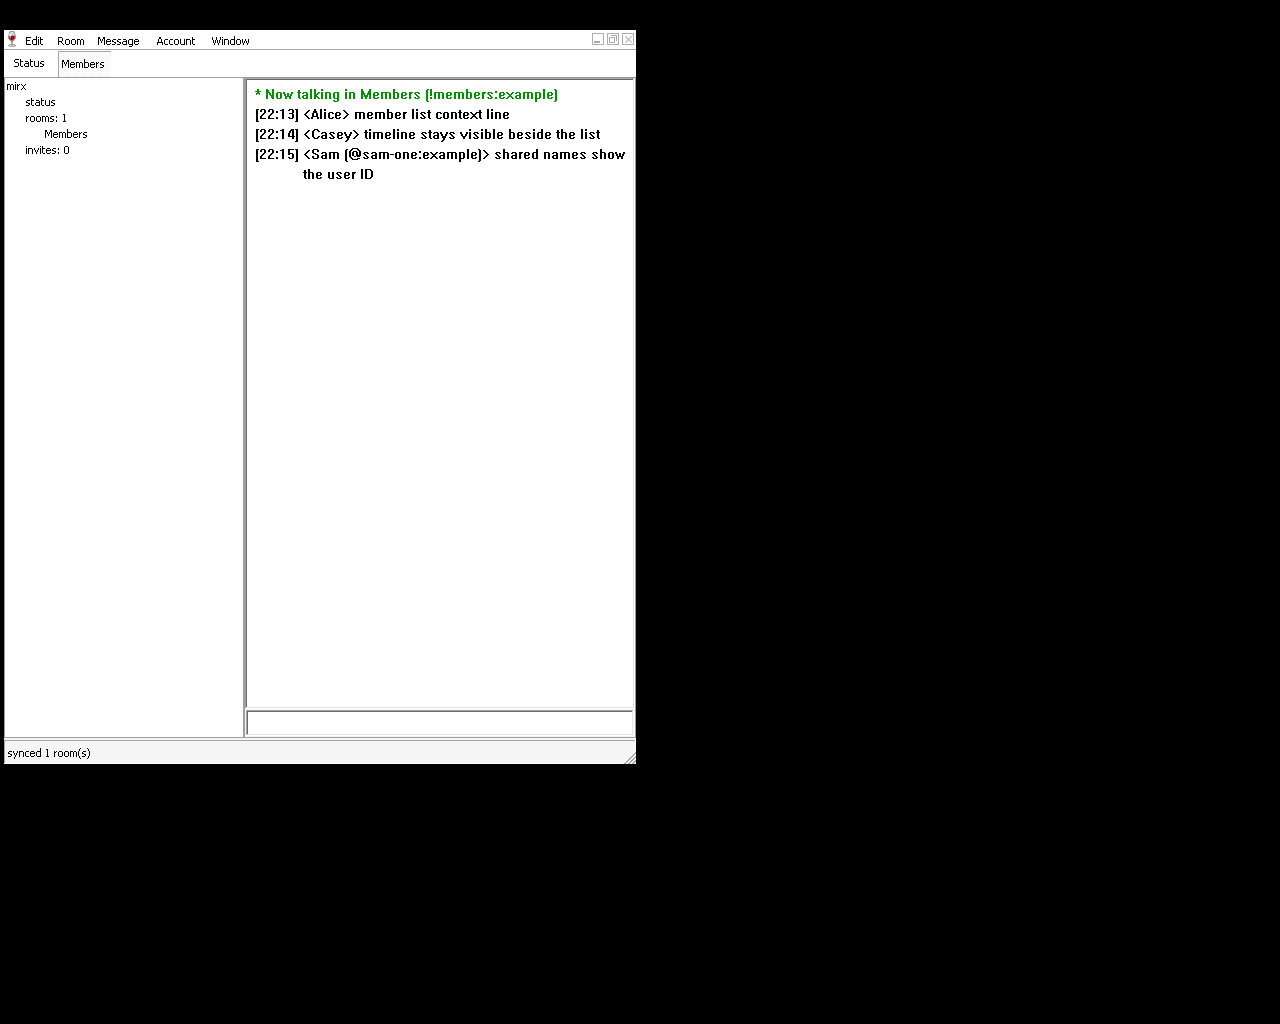 Edit Room Message Account Window
Status Members
mirx
status
rooms: 1
Members
invites: 0
* Now talking in Members (!members:example)
[22:13] <Alice> member list context line
[22:14] <Casey> timeline stays visible beside the list
[22:15] <Sam (@sam-one:example)> shared names show
the user ID
synced 1 room(s)